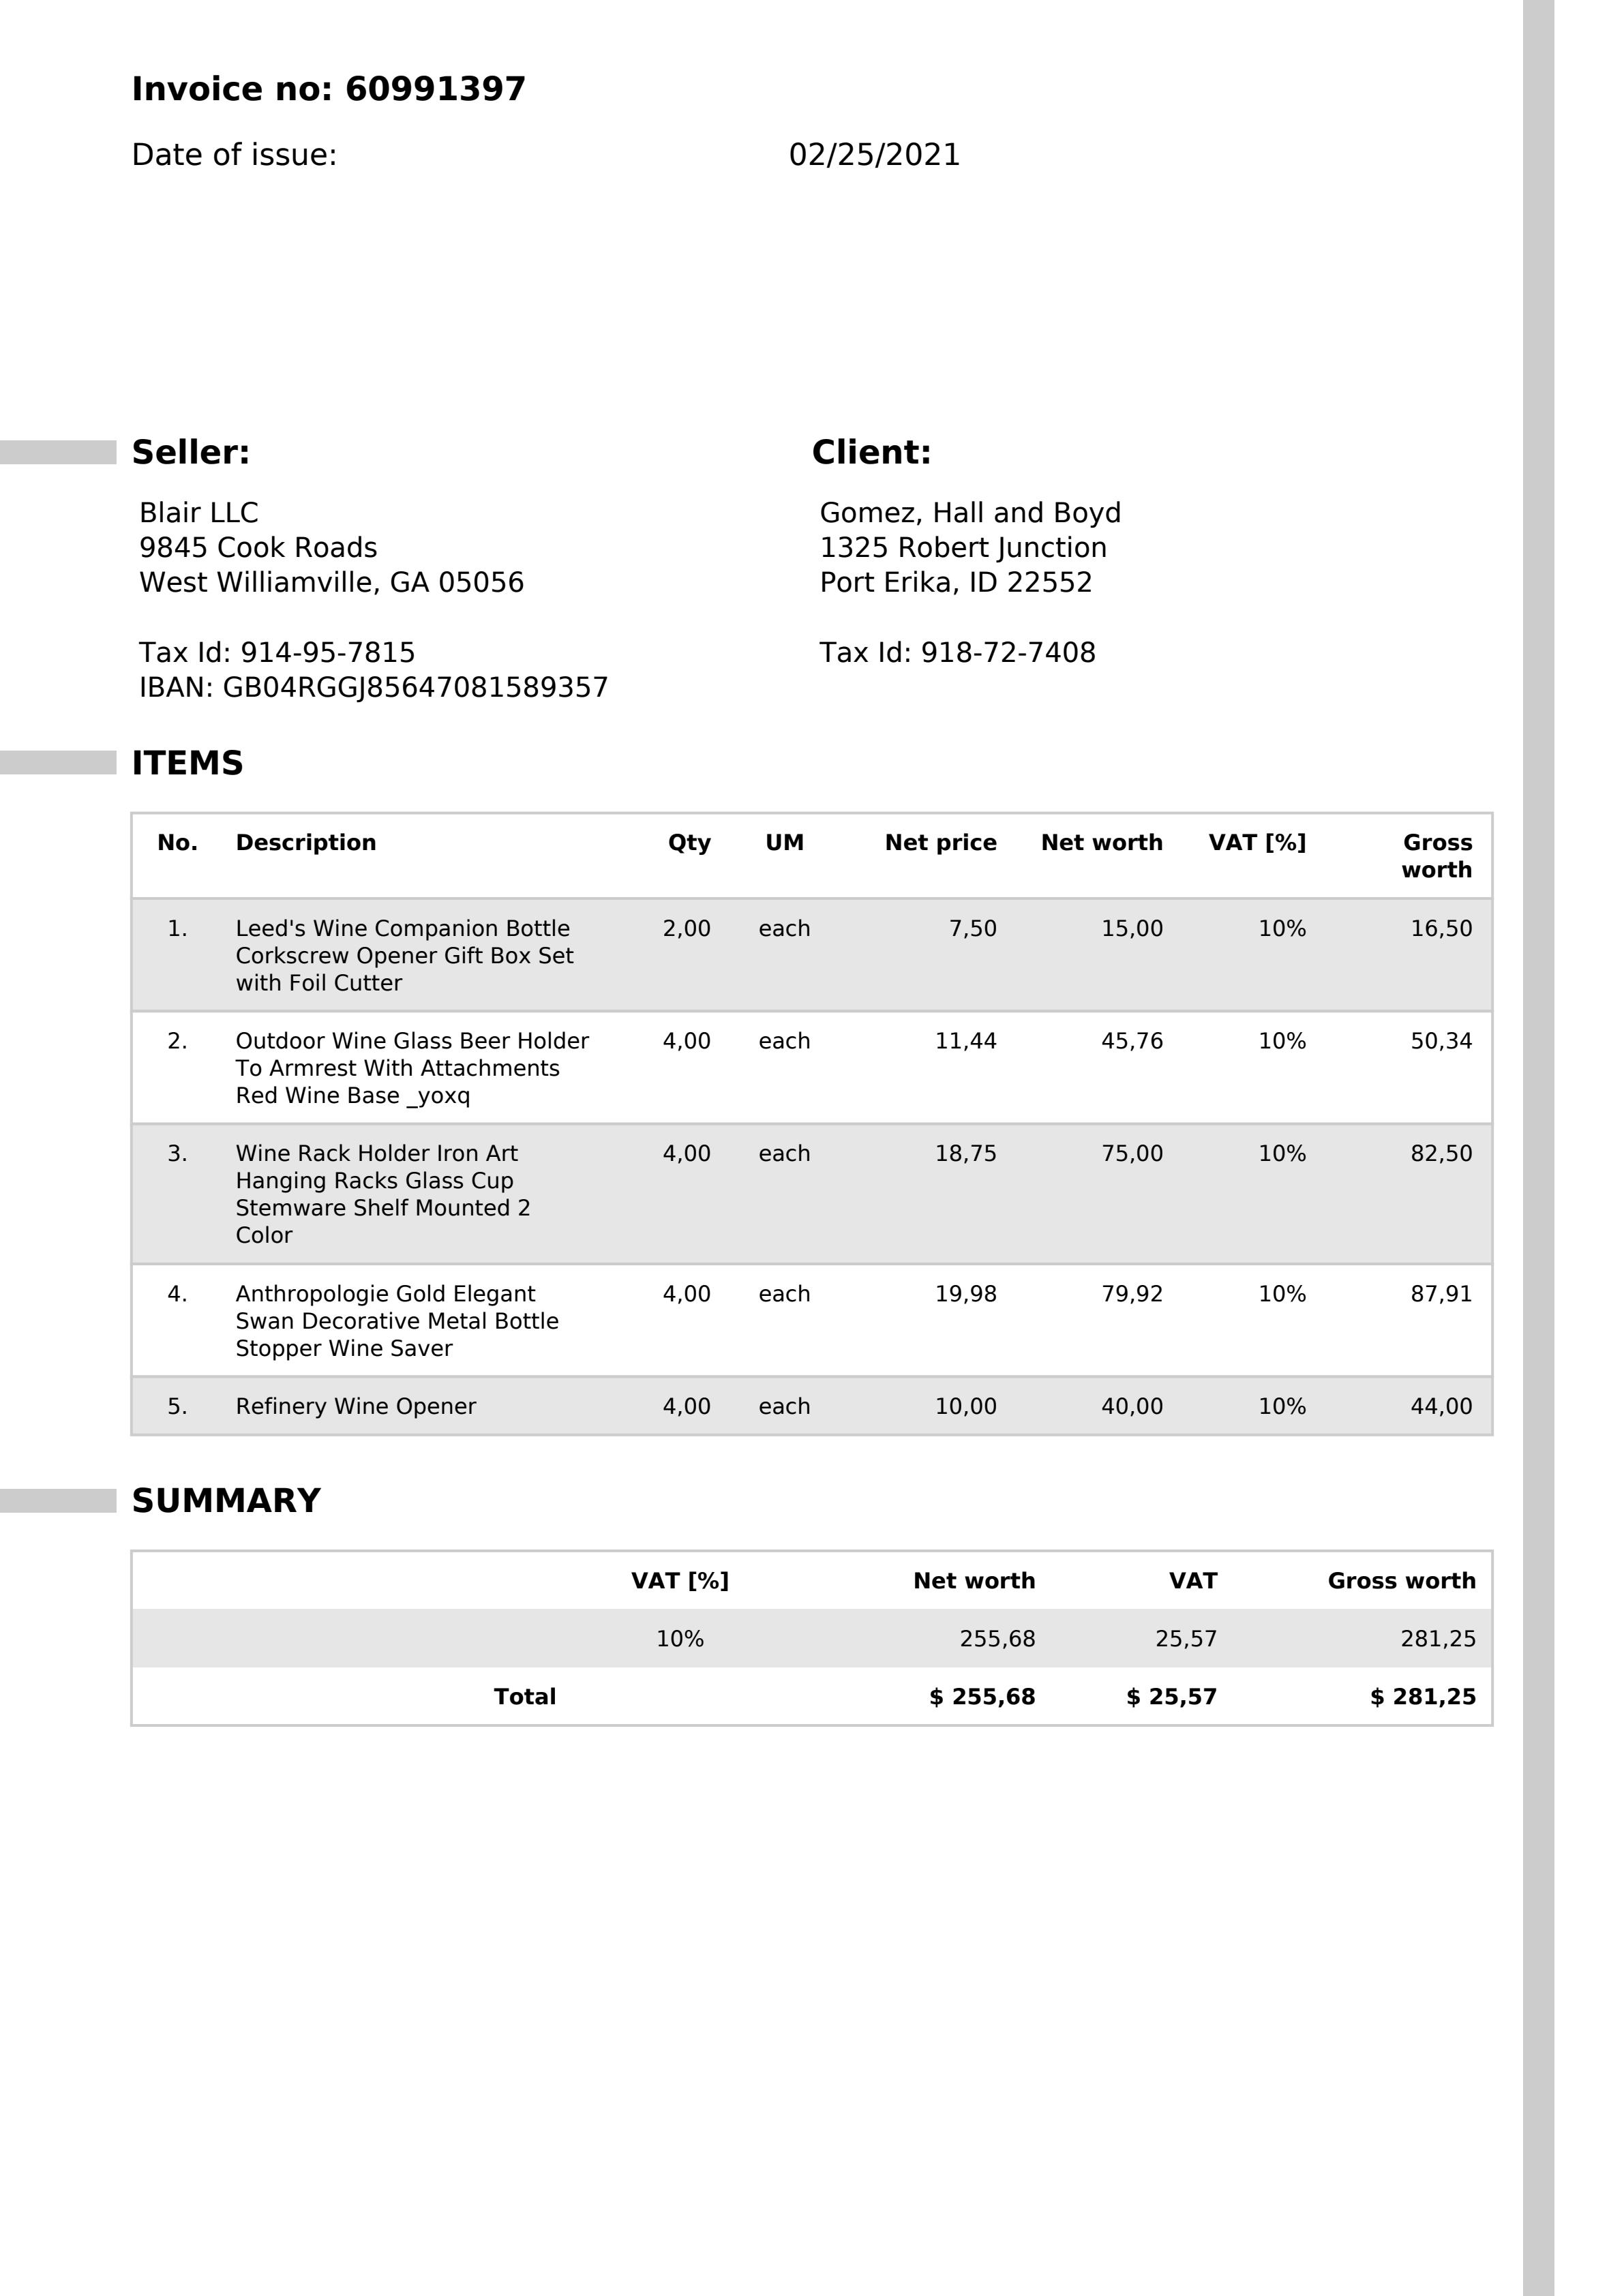 Invoice no: 60991397
Date of issue: 02/25/2021
Seller:
Blair LLC
9845 Cook Roads
West Williamville, GA 05056
Tax Id: 914-95-7815
IBAN: GB04RGGJ85647081589357
Client:
Gomez, Hall and Boyd
1325 Robert Junction
Port Erika, ID 22552
Tax Id: 918-72-7408
ITEMS
No. Description Qty UM Net price Net worth VAT [%] Gross
worth
1. Leed's Wine Companion Bottle 2,00 each 7,50 15,00 10% 16,50
Corkscrew Opener Gift Box Set
with Foil Cutter
2. Outdoor Wine Glass Beer Holder 4,00 each 11,44 45,76 10% 50,34
To Armrest With Attachments
Red Wine Base _yoxq
3. Wine Rack Holder Iron Art 4,00 each 18,75 75,00 10% 82,50
Hanging Racks Glass Cup
Stemware Shelf Mounted 2
Color
4. Anthropologie Gold Elegant 4,00 each 19,98 79,92 10% 87,91
Swan Decorative Metal Bottle
Stopper Wine Saver
5. Refinery Wine Opener 4,00 each 10,00 40,00 10% 44,00
SUMMARY
VAT [%] Net worth VAT Gross worth
10% 255,68 25,57 281,25
Total $ 255,68 $ 25,57 $ 281,25